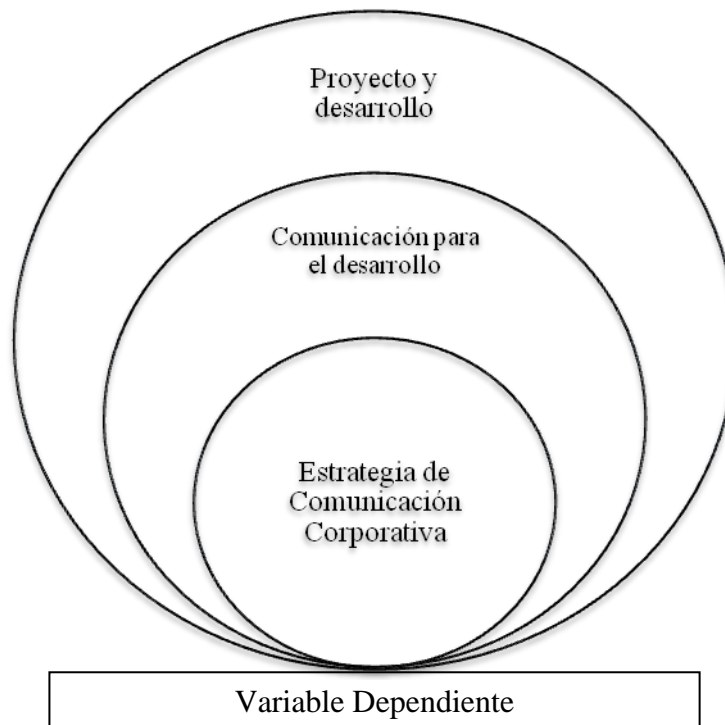 Proyecto y
desarrollo
Comunicación para
el desarrollo
Estrategia de
Comunicación
Corporativa
Variable Dependiente